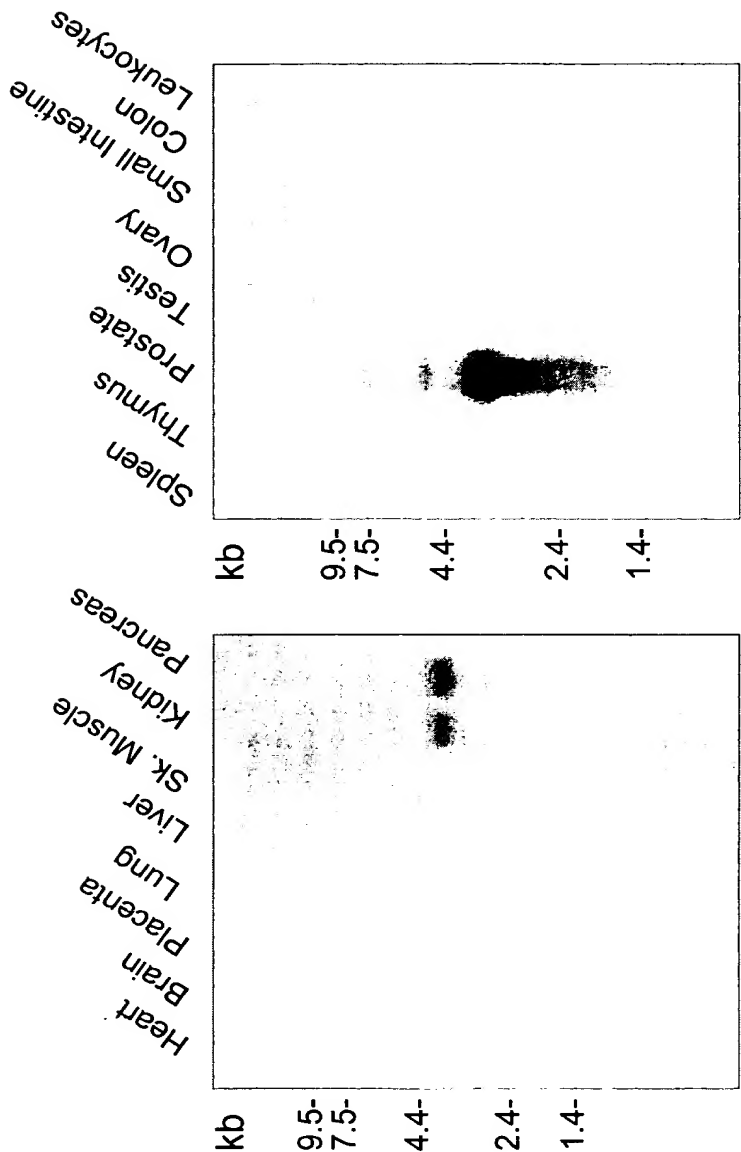 Heart
Brain
Placenta
Lung
Liver
Sk. Muscle
Kidney
Pancreas
kb
9.5-
7.5-
4.4-
2.4-
1.4-
Spleen
Thymus
Prostate
Testis
Ovary
Small Intestine
Colon
Leukocytes
kb
9.5-
7.5-
4.4-
2.4-
1.4-